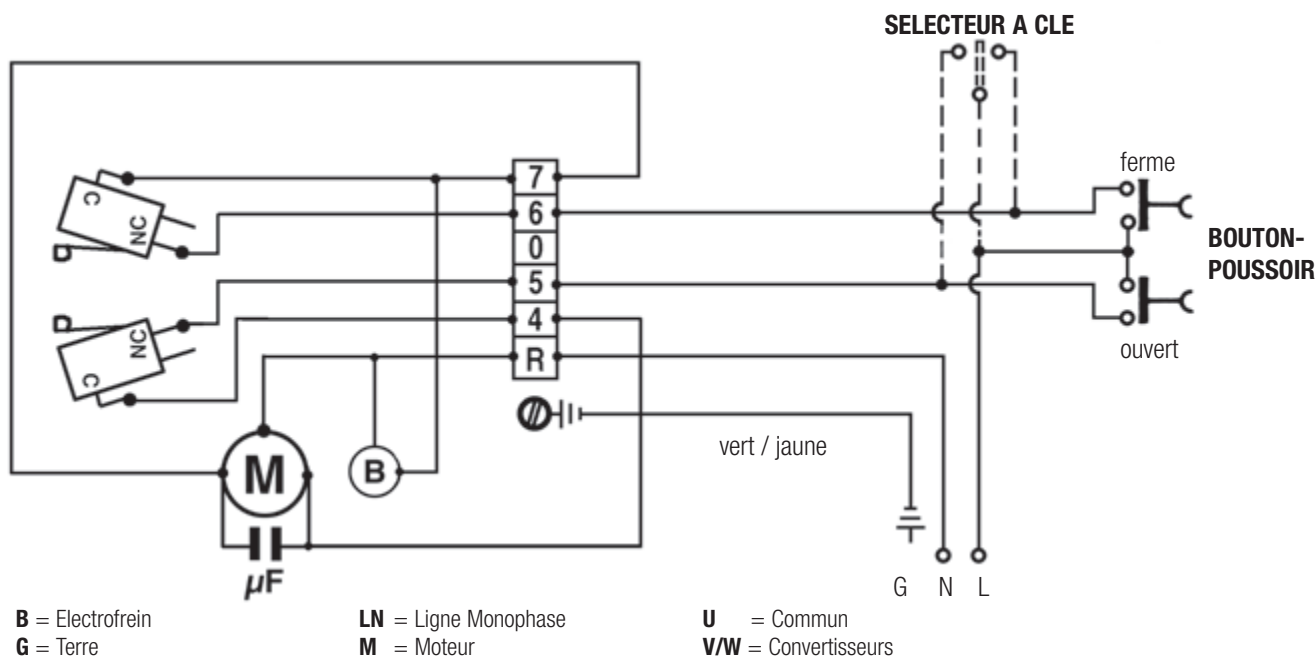 SELECTEUR A CLE
ferme
BOUTON-
POUSSOIR
ouvert
C
NC
7
6
0
5
4
R
NC
C
vert / jaune
M
B
µF
G N L
B = Electrofrein
LN = Ligne Monophase
U = Commun
G = Terre
M = Moteur
V/W = Convertisseurs